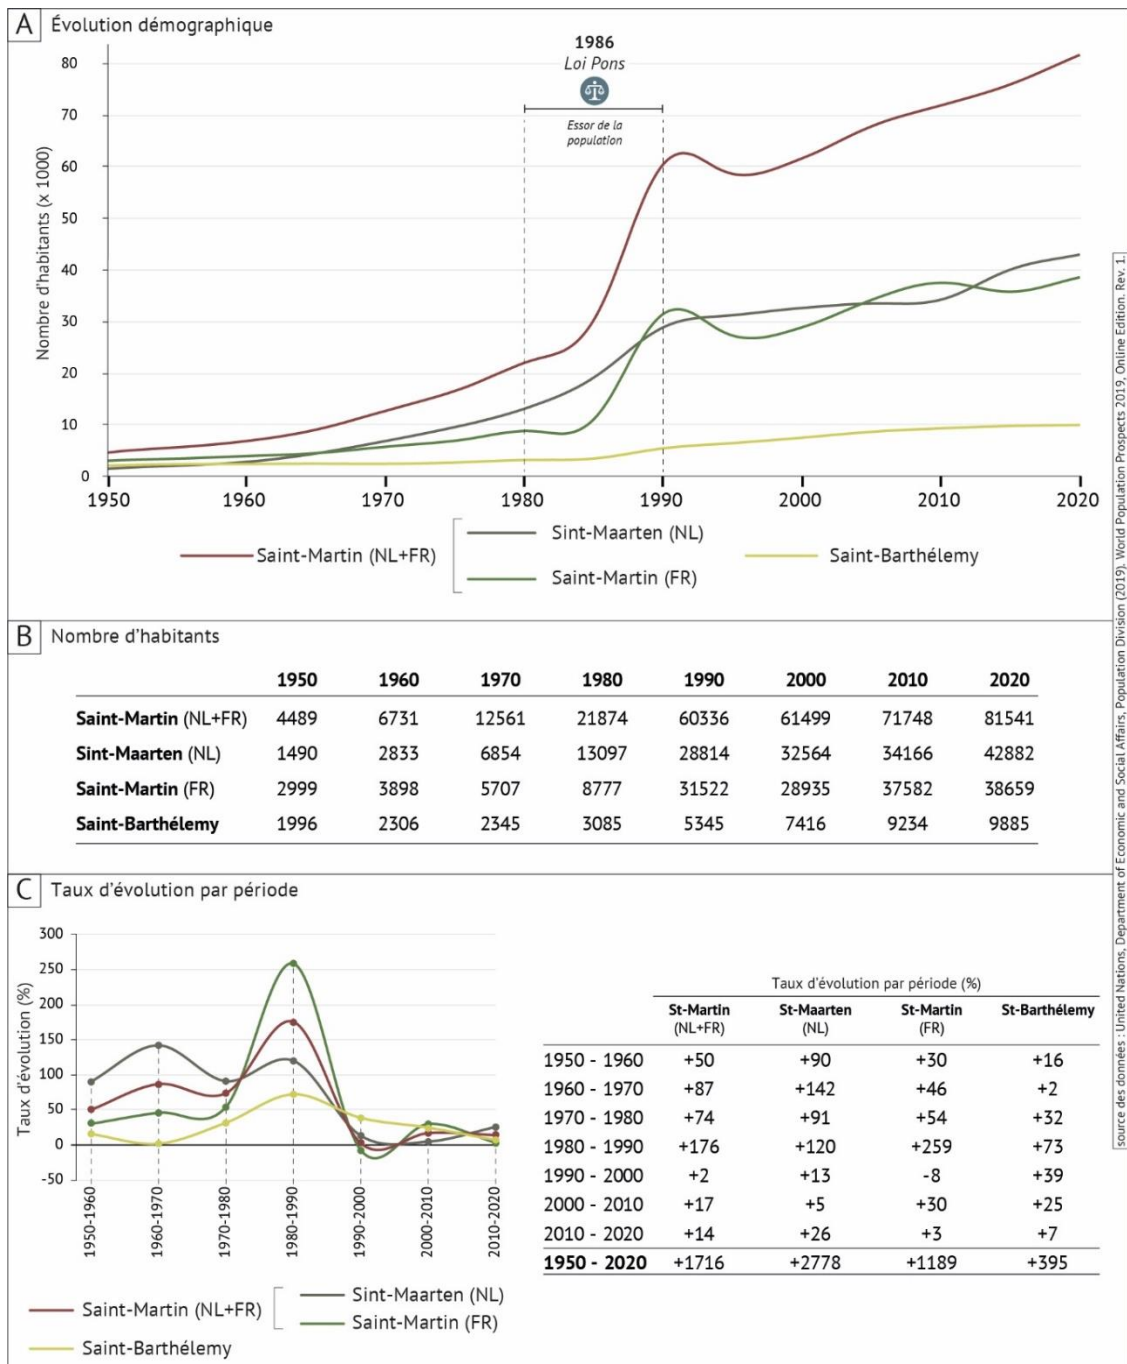 A Évolution démographique
1986
Loi Pons
Essor de la
population
Nombre d'habitants (x 1000)
80
70
60
50
40
30
20
10
0
1950 1960 1970 1980 1990 2000 2010 2020
Saint-Martin (NL+FR)
Sint-Maarten (NL)
Saint-Martin (FR)
Saint-Barthélemy
B Nombre d'habitants
1950 1960 1970 1980 1990 2000 2010 2020
Saint-Martin (NL+FR) 4489 6731 12561 21874 60336 61499 71748 81541
Sint-Maarten (NL) 1490 2833 6854 13097 28814 32564 34166 42882
Saint-Martin (FR) 2999 3898 5707 8777 31522 28935 37582 38659
Saint-Barthélemy 1996 2306 2345 3085 5345 7416 9234 9885
C Taux d'évolution par période
Taux d'évolution (%)
300
250
200
150
100
50
0
-50
1950-1960 1960-1970 1970-1980 1980-1990 1990-2000 2000-2010 2010-2020
Saint-Martin (NL+FR)
Sint-Maarten (NL)
Saint-Martin (FR)
Saint-Barthélemy
Taux d'évolution par période (%)
St-Martin St-Maarten St-Martin St-Barthélemy
(NL+FR) (NL) (FR)
1950 - 1960 +50 +90 +30 +16
1960 - 1970 +87 +142 +46 +2
1970 - 1980 +74 +91 +54 +32
1980 - 1990 +176 +120 +259 +73
1990 - 2000 +2 +13 -8 +39
2000 - 2010 +17 +5 +30 +25
2010 - 2020 +14 +26 +3 +7
1950 - 2020 +1716 +2778 +1189 +395
source des données : United Nations, Department of Economic and Social Affairs, Population Division (2019). World Population Prospects 2019, Online Edition. Rev. 1.